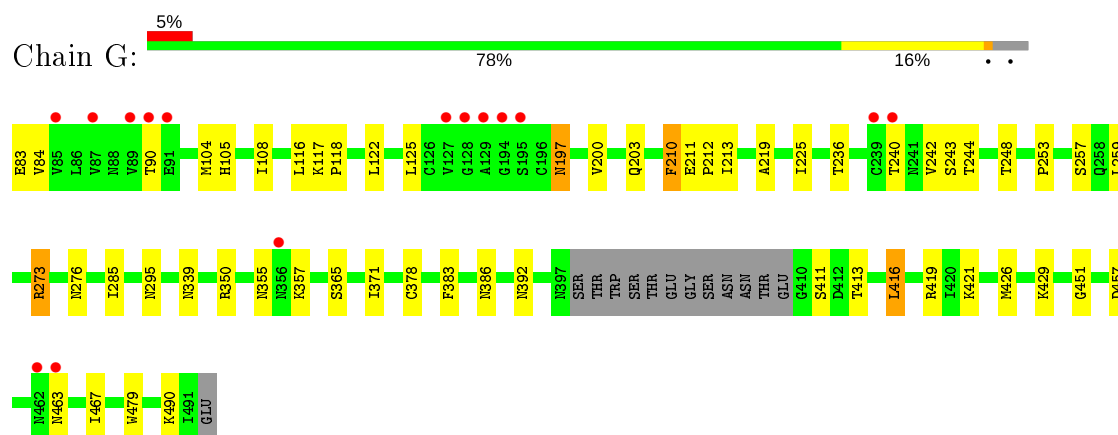 5%
Chain G:
78% 16% • •
E83 V84 V85 L86 V87 N88 V89 T90 E91 M104 H105 I108 L116 K117 P118 L122 L125 C126 V127 G128 A129 G194 S195 C196 N197 V200 Q203 F210 E211 P212 I213 A219 I225 T236 C239 T240 N241 V242 S243 T244 T248 P253 S257 Q258 L259
R273 N276 I285 N295 N339 R350 N355 N356 K357 S365 I371 C378 F383 N386 N392 N397 SER THR TRP SER THR GLU GLY SER ASN ASN THR GLU G410 S411 D412 T413 L416 R419 I420 K421 M426 K429 G451 D457
N462 N463 I467 W479 K490 I491 GLU